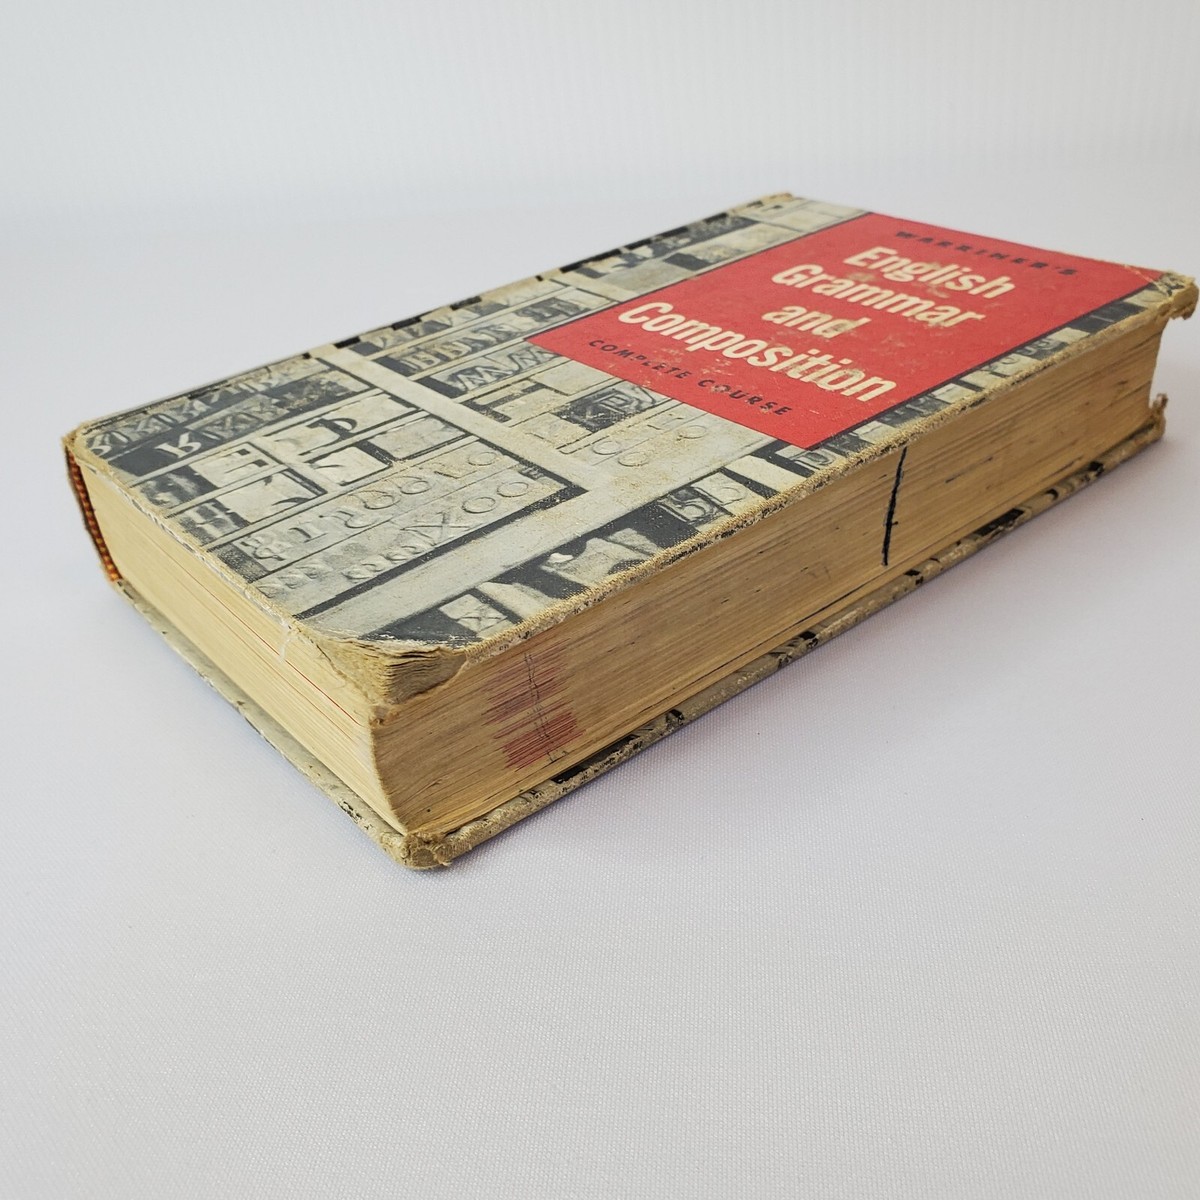 WARRINER'S
English
Grammar
and
Composition
COMPLETE COURSE